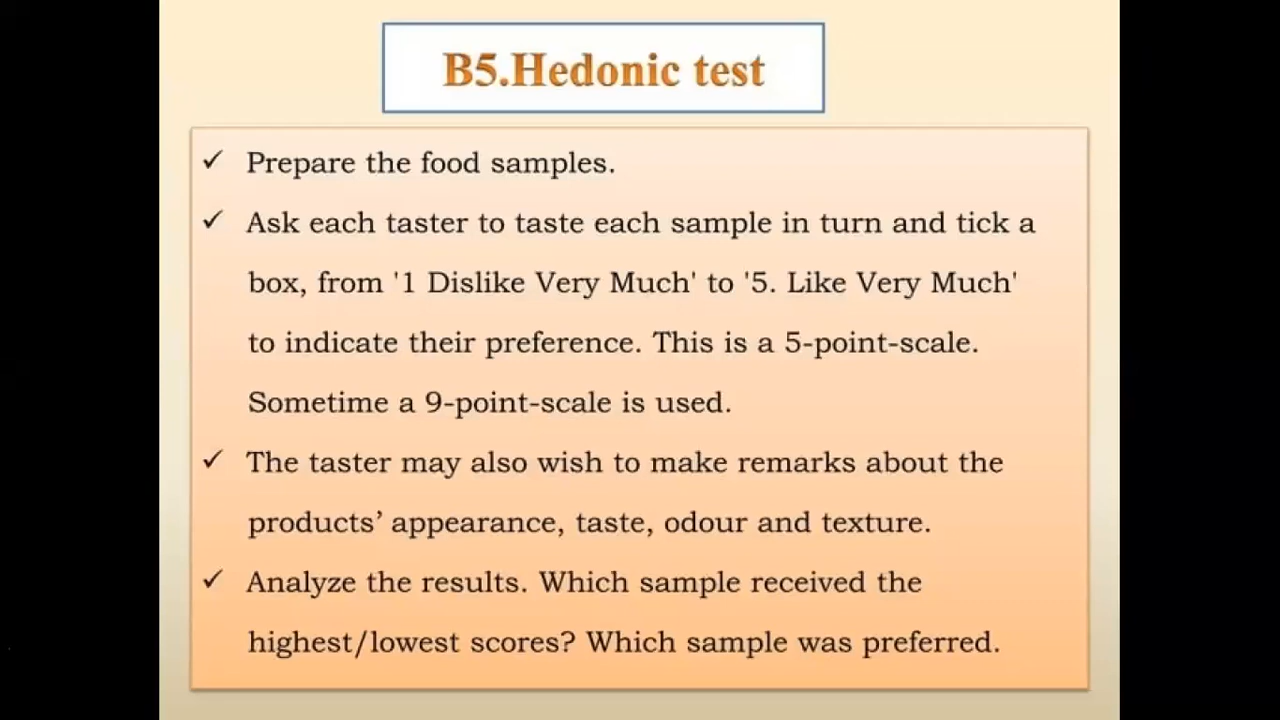 B5.Hedonic test
✓ Prepare the food samples.
✓ Ask each taster to taste each sample in turn and tick a
box, from '1 Dislike Very Much' to '5. Like Very Much'
to indicate their preference. This is a 5-point-scale.
Sometime a 9-point-scale is used.
✓ The taster may also wish to make remarks about the
products’ appearance, taste, odour and texture.
✓ Analyze the results. Which sample received the
highest/lowest scores? Which sample was preferred.